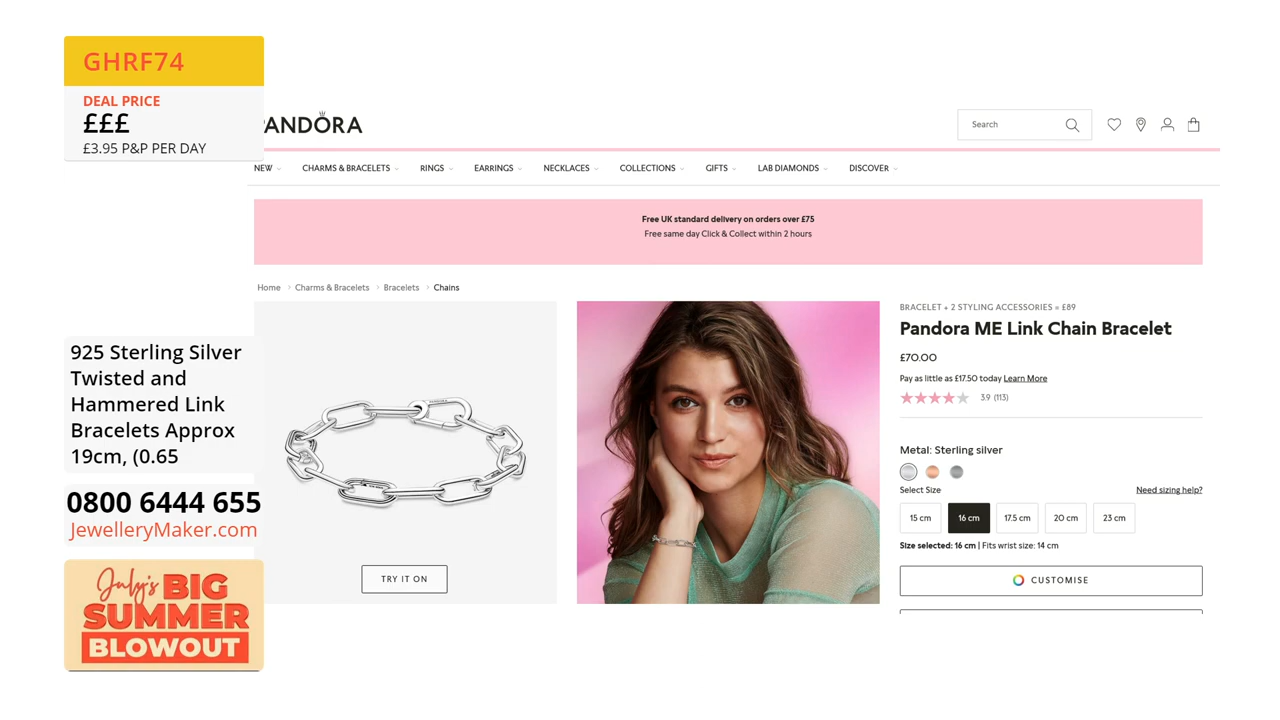 GHRF74
DEAL PRICE
£££
£3.95 P&P PER DAY
PANDORA
Search
NEW
CHARMS & BRACELETS
RINGS
EARRINGS
NECKLACES
COLLECTIONS
GIFTS
LAB DIAMONDS
DISCOVER
Free UK standard delivery on orders over £75
Free same day Click & Collect within 2 hours
Home > Charms & Bracelets > Bracelets > Chains
925 Sterling Silver
Twisted and
Hammered Link
Bracelets Approx
19cm, (0.65
0800 6444 655
JewelleryMaker.com
July's BIG
SUMMER
BLOWOUT
TRY IT ON
BRACELET + 2 STYLING ACCESSORIES = £89
Pandora ME Link Chain Bracelet
£70.00
Pay as little as £17.50 today Learn More
3.9 (113)
Metal: Sterling silver
Select Size
Need sizing help?
15 cm
16 cm
17.5 cm
20 cm
23 cm
Size selected: 16 cm | Fits wrist size: 14 cm
CUSTOMISE